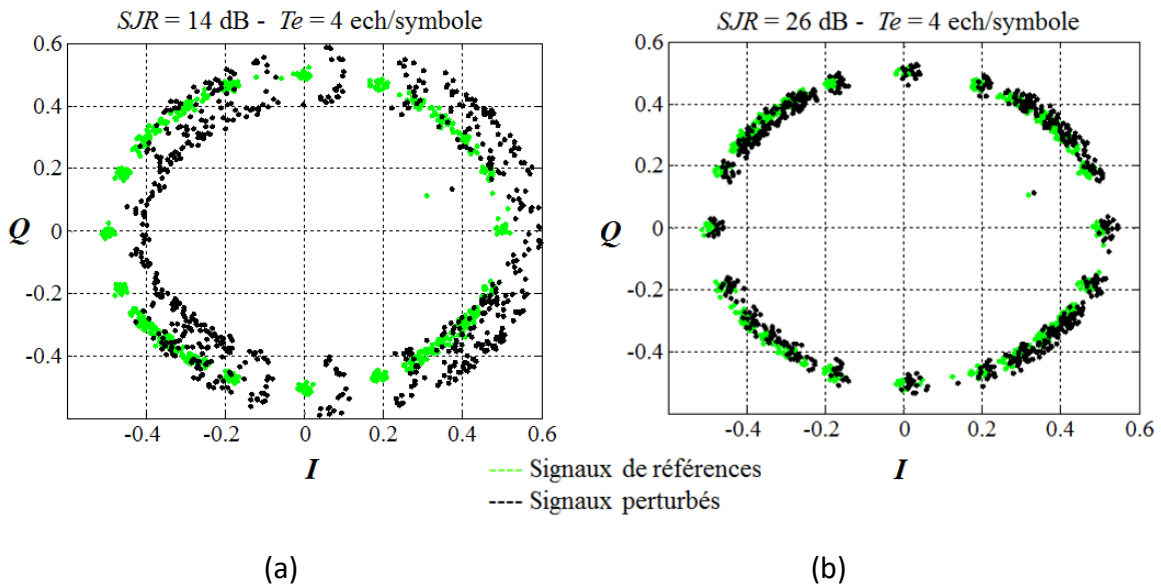 SJR = 14 dB - Te = 4 ech/symbole
0.6
0.4
0.2
Q 0
-0.2
-0.4
-0.4 -0.2 0 0.2 0.4 0.6
I
SJR = 26 dB - Te = 4 ech/symbole
0.6
0.4
0.2
Q 0
-0.2
-0.4
-0.4 -0.2 0 0.2 0.4 0.6
I
Signaux de références
Signaux perturbés
(a) (b)